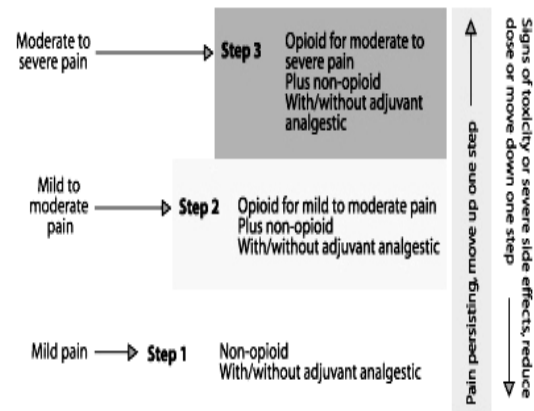 Moderate to
severe pain
Step 3
Opioid for moderate to
severe pain
Plus non-opioid
With/without adjuvant
analgestic
Mild to
moderate
pain
Step 2
Opioid for mild to moderate pain
Plus non-opioid
With/without adjuvant analgestic
Mild pain
Step 1
Non-opioid
With/without adjuvant analgestic
Pain persisting, move up one step
Signs of toxicity or severe side effects, reduce
dose or move down one step